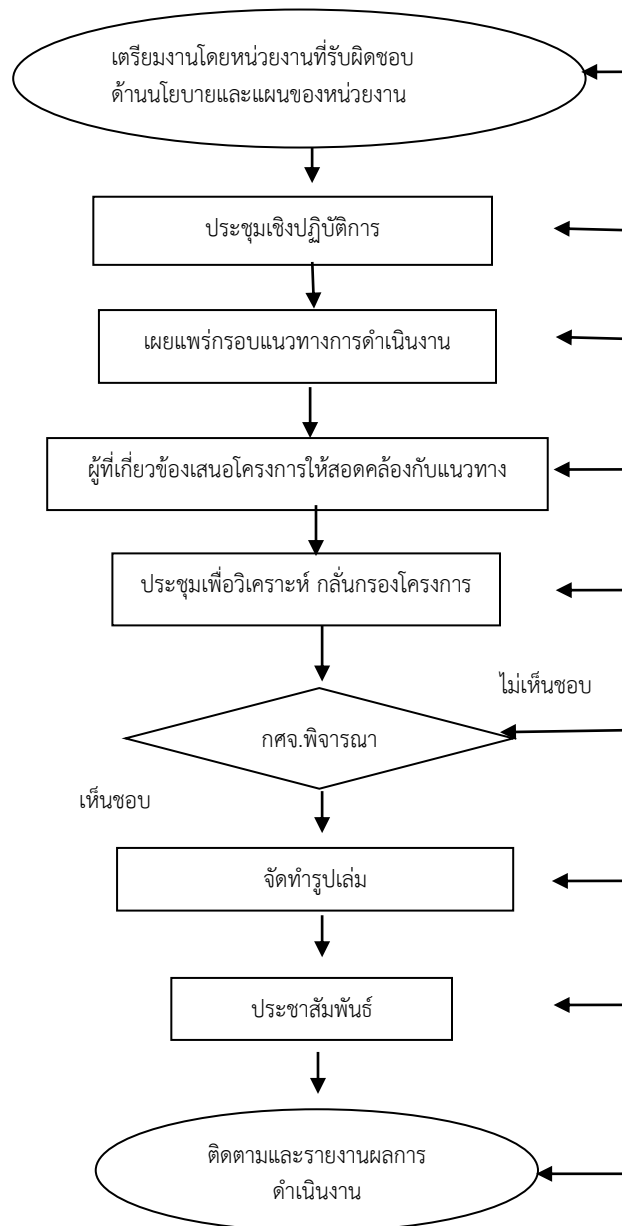 เตรียมงานโดยหน่วยงานที่รับผิดชอบ
ด้านนโยบายและแผนของหน่วยงาน
ประชุมเชิงปฏิบัติการ
เผยแพร่กรอบแนวทางการดำเนินงาน
ผู้ที่เกี่ยวข้องเสนอโครงการให้สอดคล้องกับแนวทาง
ประชุมเพื่อวิเคราะห์ กลั่นกรองโครงการ
ไม่เห็นชอบ
กศจ.พิจารณา
เห็นชอบ
จัดทำรูปเล่ม
ประชาสัมพันธ์
ติดตามและรายงานผลการ
ดำเนินงาน